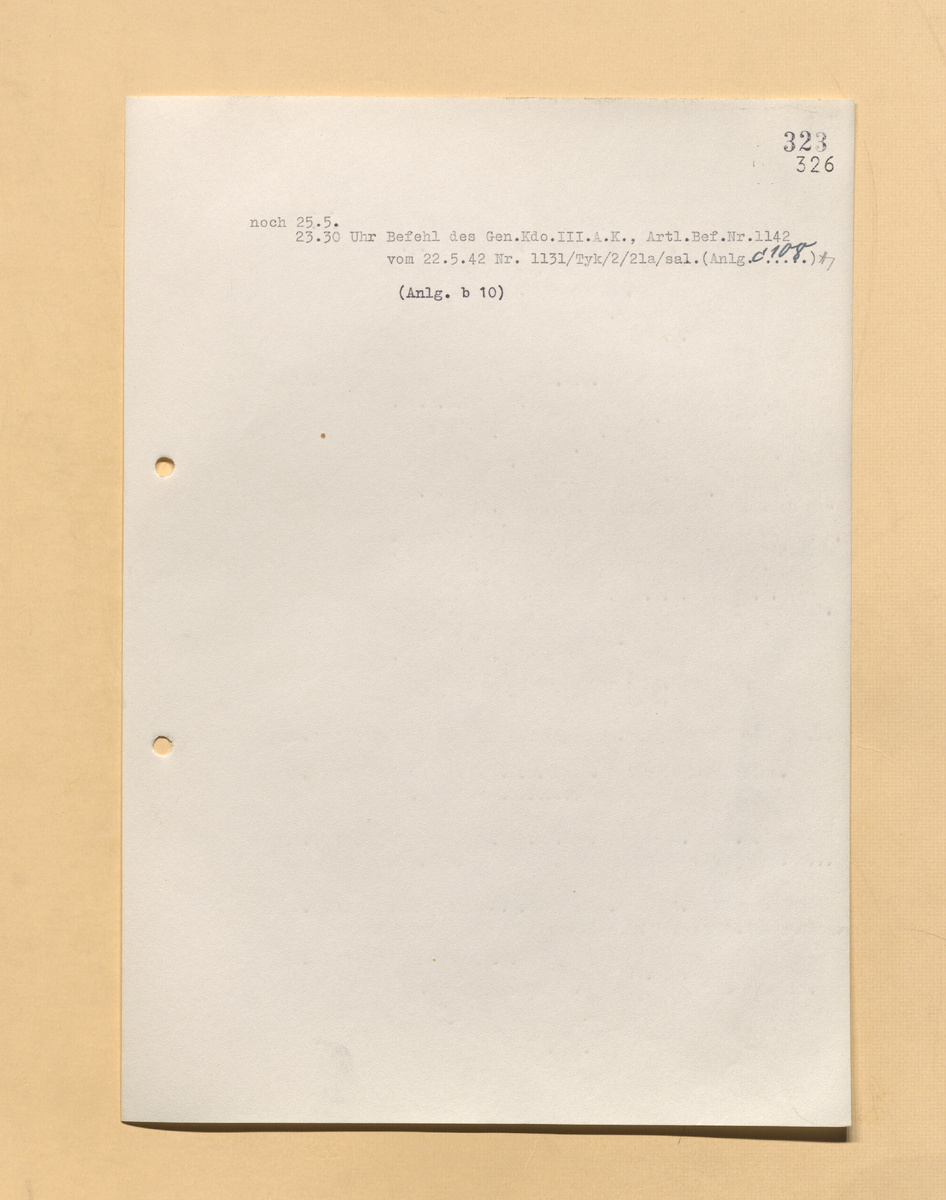 323
326
noch 25.5.
23.30 Uhr Befehl des Gen.Kdo.III.A.K., Artl.Bef.Nr.1142
vom 22.5.42 Nr. 1131/Tyk/2/21a/sal.(Anlg.c 108.)
(Anlg. b 10)